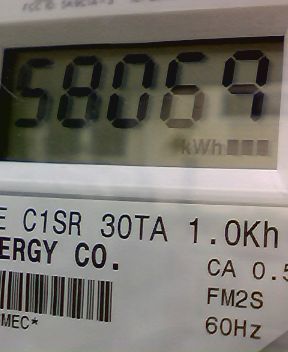 58069
kWh
E C1SR 30TA 1.0Kh
ERGY CO.
CA 0.5
FM2S
MEC*
60Hz